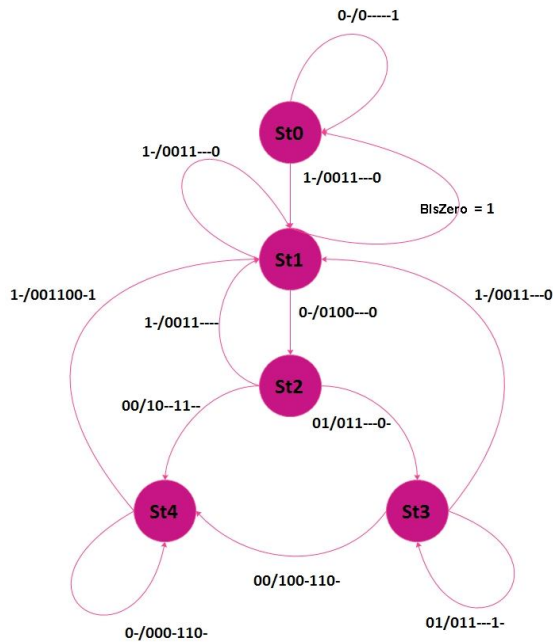 0-/0-----1
St0
1-/0011---0
1-/0011---0
BIsZero = 1
St1
1-/001100-1
1-/0011---0
0-/0100---0
1-/0011----
St2
00/10--11--
01/011---0-
St4
St3
00/100-110-
0-/000-110-
01/011---1-